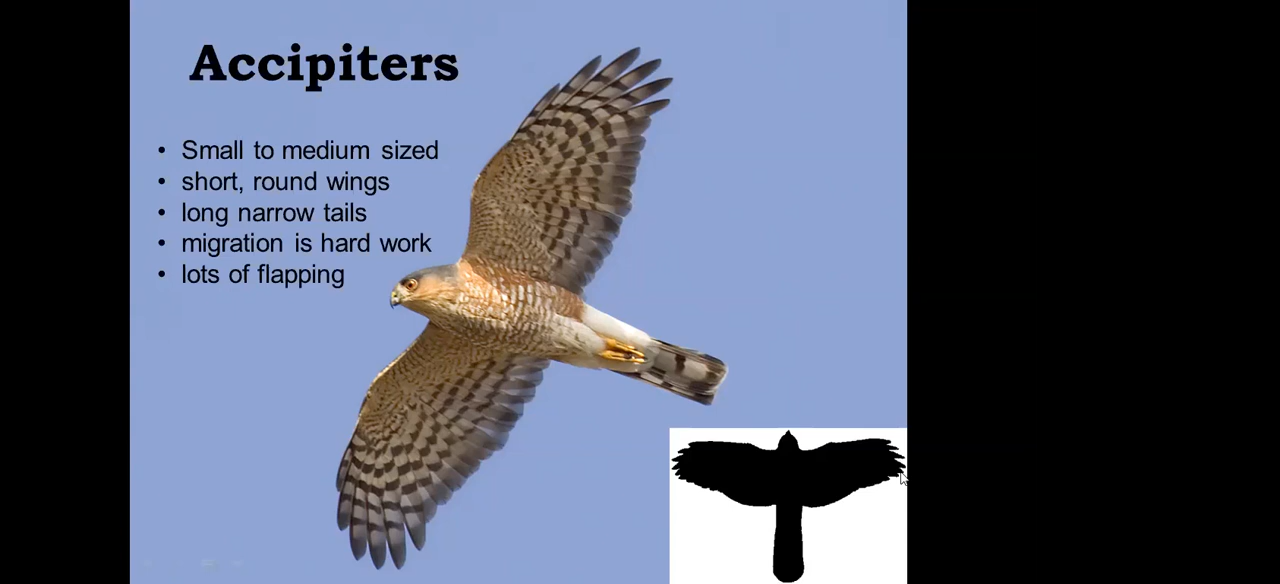 Accipiters
• Small to medium sized
• short, round wings
• long narrow tails
• migration is hard work
• lots of flapping